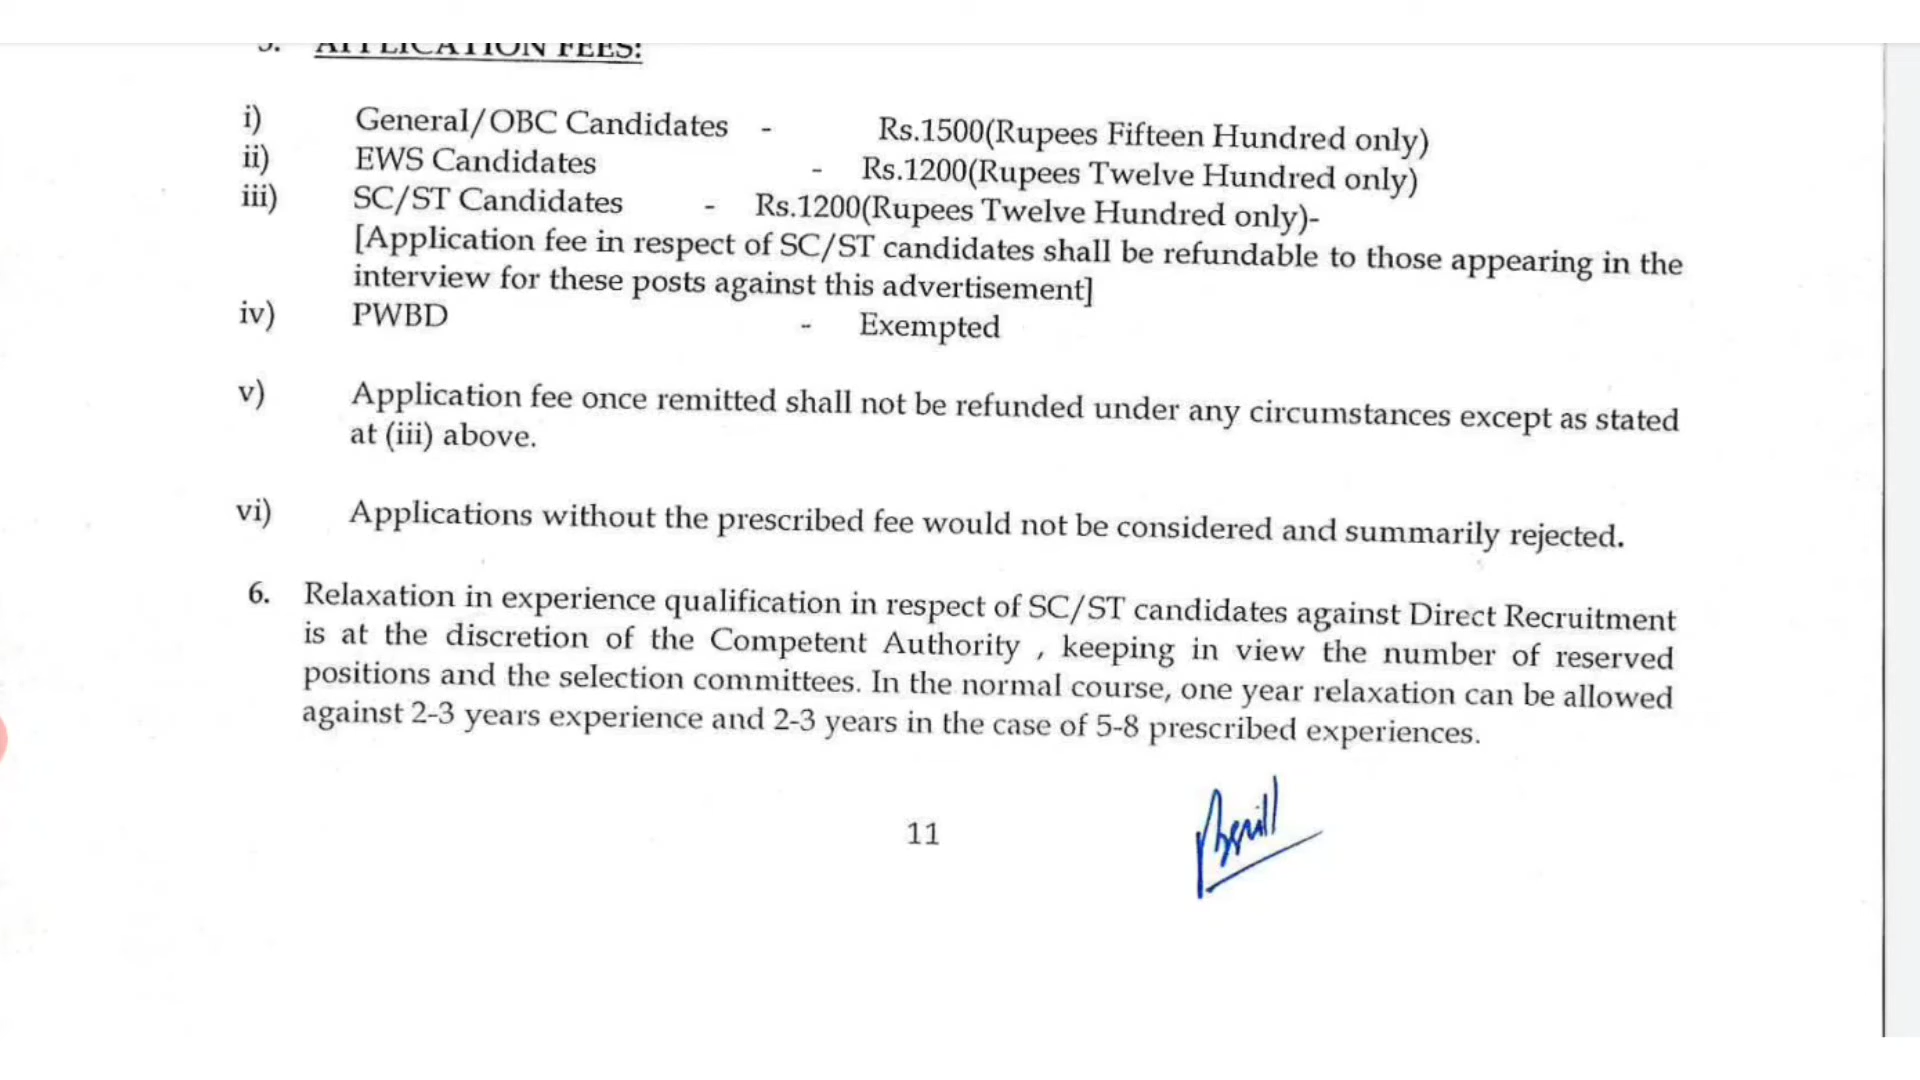 5. APPLICATION FEES:
i) General/OBC Candidates - Rs.1500(Rupees Fifteen Hundred only)
ii) EWS Candidates - Rs.1200(Rupees Twelve Hundred only)
iii) SC/ST Candidates - Rs.1200(Rupees Twelve Hundred only)-
[Application fee in respect of SC/ST candidates shall be refundable to those appearing in the
interview for these posts against this advertisement]
iv) PWBD - Exempted
v) Application fee once remitted shall not be refunded under any circumstances except as stated
at (iii) above.
vi) Applications without the prescribed fee would not be considered and summarily rejected.
6. Relaxation in experience qualification in respect of SC/ST candidates against Direct Recruitment
is at the discretion of the Competent Authority , keeping in view the number of reserved
positions and the selection committees. In the normal course, one year relaxation can be allowed
against 2-3 years experience and 2-3 years in the case of 5-8 prescribed experiences.
11